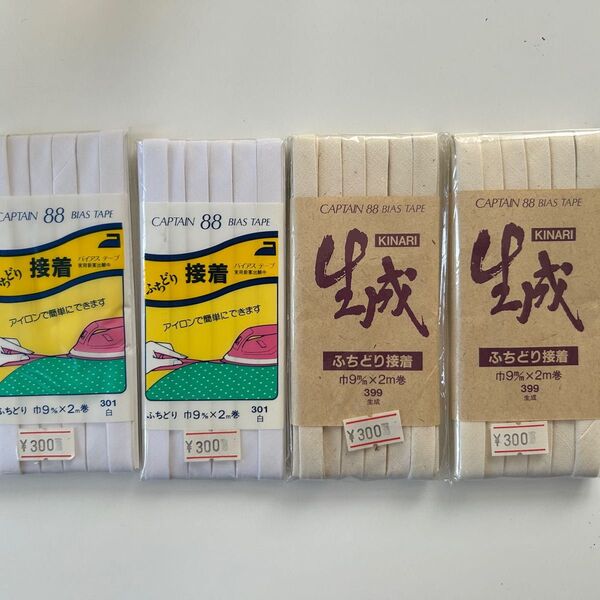 CAPTAIN 88 BIAS TAPE
バイアス テープ
ふちどり 接着
アイロンで簡単にできます
ふちどり 巾9㎜×2m巻
301
白
¥300
CAPTAIN 88 BIAS TAPE
バイアス テープ
ふちどり 接着
アイロンで簡単にできます
ふちどり 巾9㎜×2m巻
301
白
¥300
CAPTAIN 88 BIAS TAPE
KINARI
生成
ふちどり接着
巾9㎜×2m巻
399
生成
¥300
CAPTAIN 88 BIAS TAPE
KINARI
生成
ふちどり接着
巾9㎜×2m巻
399
生成
¥300